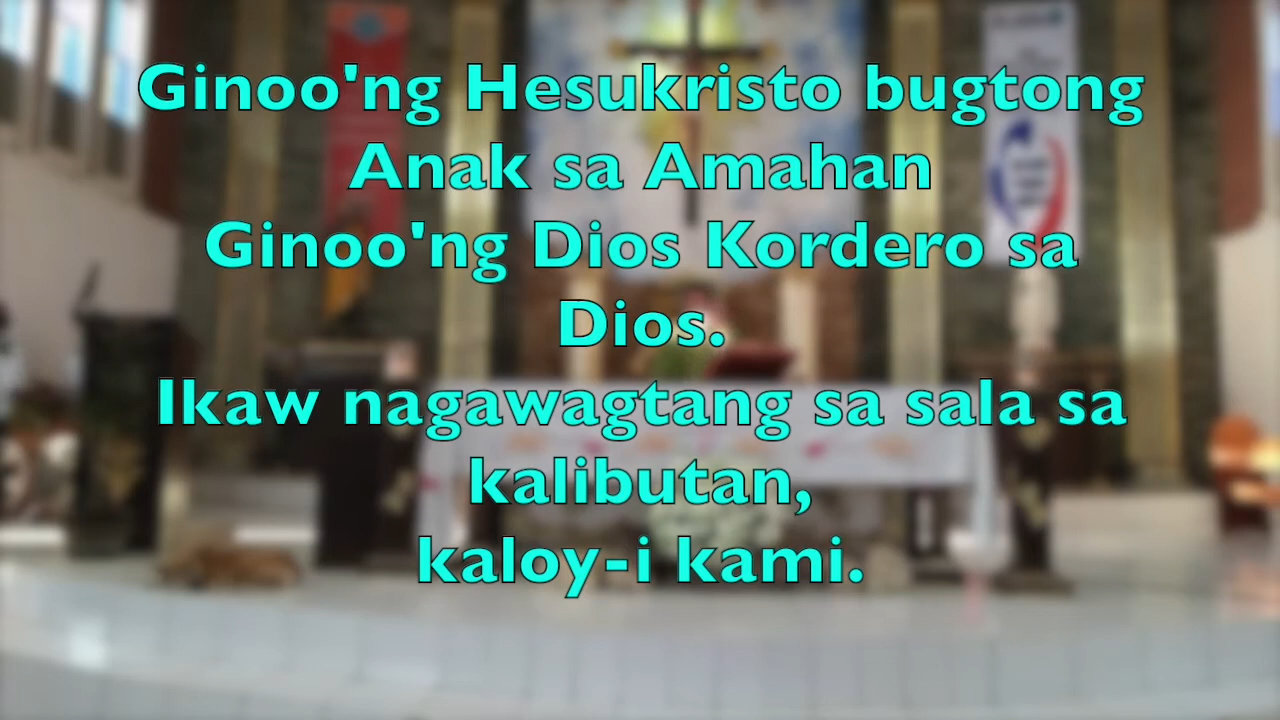 Ginoo'ng Hesukristo bugtong
Anak sa Amahan
Ginoo'ng Dios Kordero sa
Dios.
Ikaw nagawagtang sa sala sa
kalibutan,
kaloy-i kami.